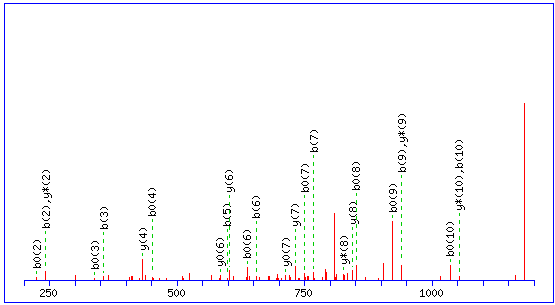 b0(2)
b(2),y*(2)
b0(3)
b(3)
y(4)
b0(4)
y0(6)
b(5)
y(6)
b0(6)
b(6)
y0(7)
y(7)
b0(7)
b(7)
y*(8)
y(8)
b0(8)
b0(9)
b(9),y*(9)
b0(10)
y*(10),b(10)
250 500 750 1000